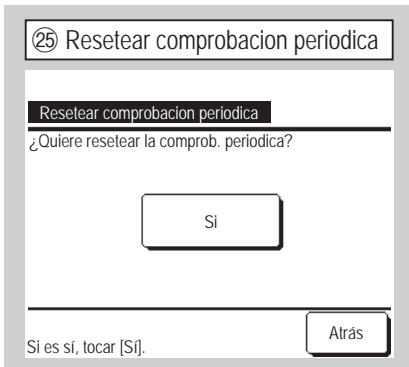 ㉕ Resetear comprobacion periodica
Resetear comprobacion periodica
¿Quiere resetear la comprob. periodica?
Si
Atrás
Si es sí, tocar [Sí].